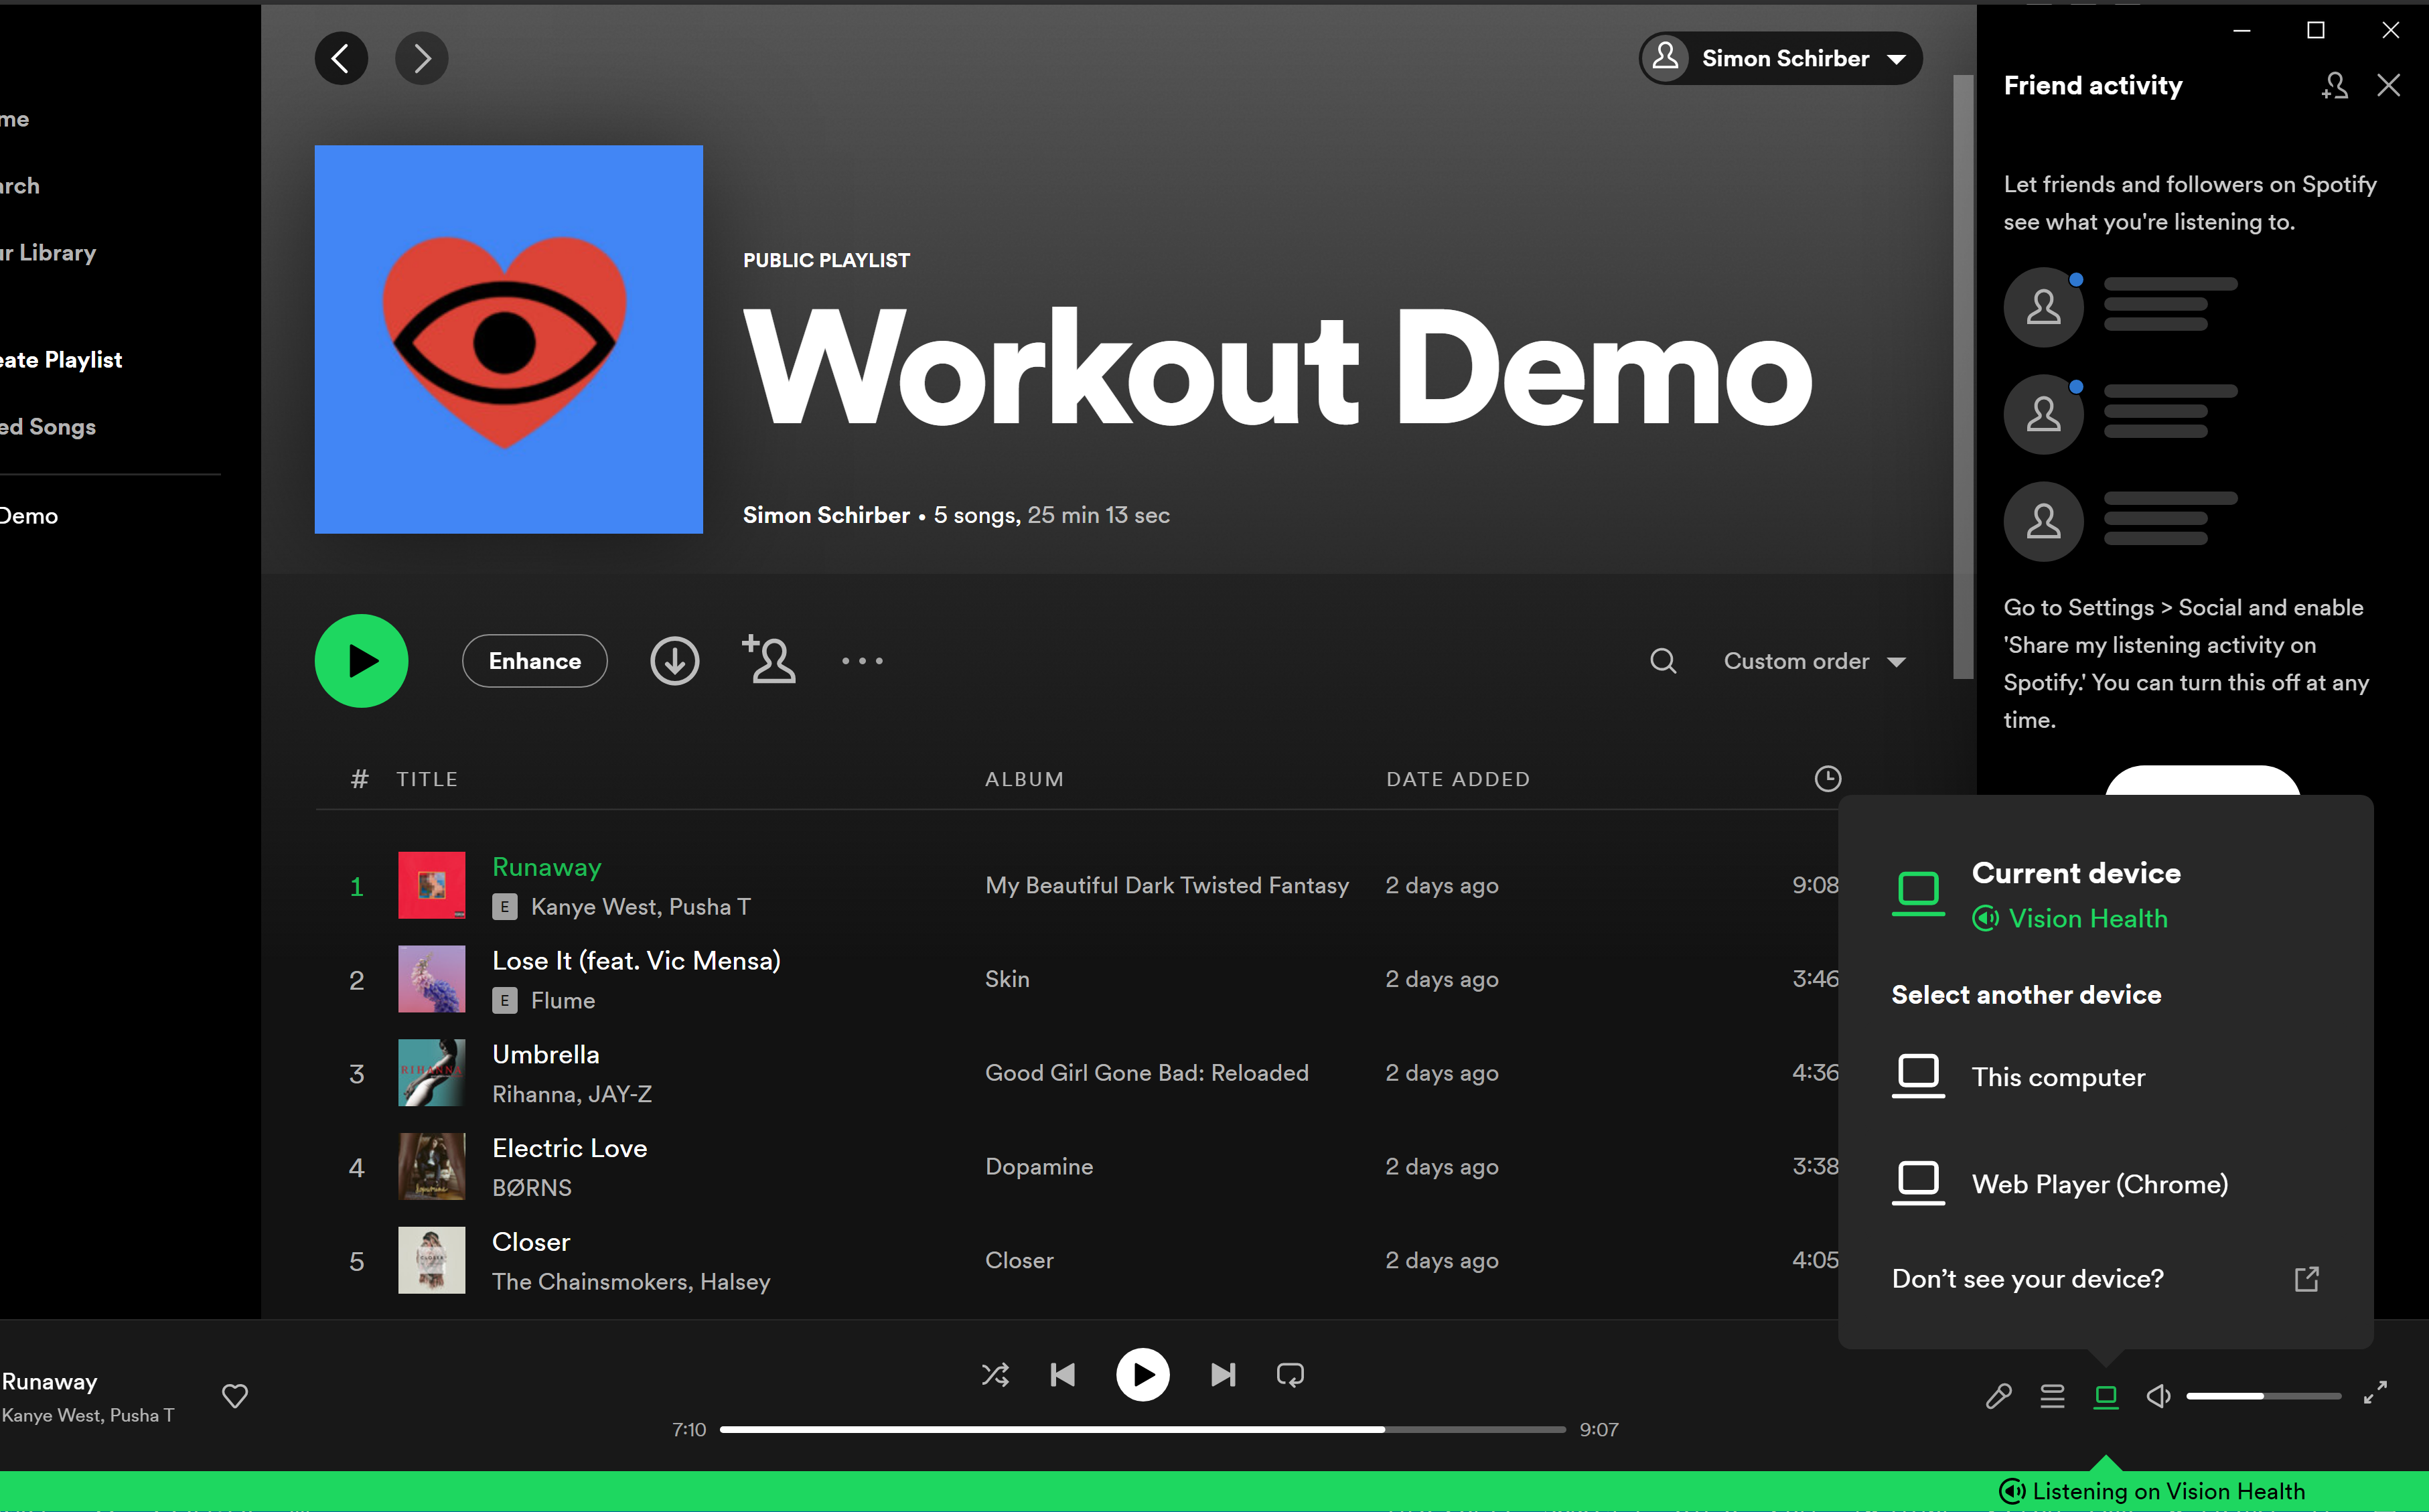 Simon Schirber
Friend activity
me
arch
ur Library
eate Playlist
ed Songs
Demo
PUBLIC PLAYLIST
Workout Demo
Simon Schirber • 5 songs, 25 min 13 sec
Let friends and followers on Spotify
see what you're listening to.
Go to Settings > Social and enable
'Share my listening activity on
Spotify.' You can turn this off at any
time.
Enhance
Custom order
# TITLE ALBUM DATE ADDED
1 Runaway My Beautiful Dark Twisted Fantasy 2 days ago 9:08
E Kanye West, Pusha T
2 Lose It (feat. Vic Mensa) Skin 2 days ago 3:46
E Flume
3 Umbrella Good Girl Gone Bad: Reloaded 2 days ago 4:36
RIHANNA
Rihanna, JAY-Z
4 Electric Love Dopamine 2 days ago 3:38
BØRNS
5 Closer Closer 2 days ago 4:05
The Chainsmokers, Halsey
Current device
Vision Health
Select another device
This computer
Web Player (Chrome)
Don’t see your device?
Runaway
Kanye West, Pusha T
7:10 9:07
Listening on Vision Health